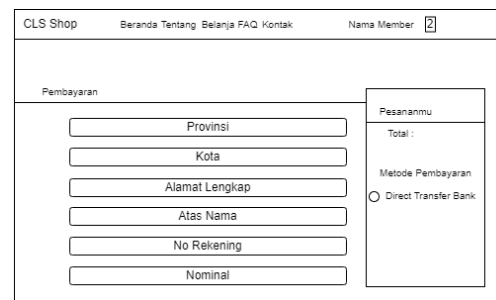 CLS Shop Beranda Tentang Belanja FAQ Kontak Nama Member 2
Pembayaran
Provinsi
Kota
Alamat Lengkap
Atas Nama
No Rekening
Nominal
Pesananmu
Total :
Metode Pembayaran
Direct Transfer Bank